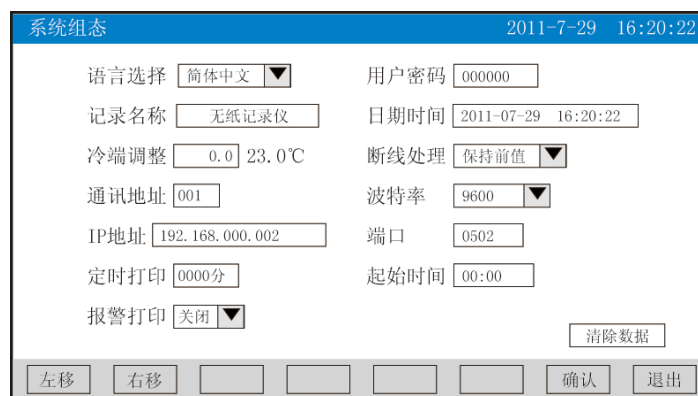 系统组态 2011-7-29 16:20:22
语言选择 简体中文 用户密码 000000
记录名称 无纸记录仪 日期时间 2011-07-29 16:20:22
冷端调整 0.0 23.0℃ 断线处理 保持前值
通讯地址 001 波特率 9600
IP地址 192.168.000.002 端口 0502
定时打印 0000分 起始时间 00:00
报警打印 关闭
清除数据
左移 右移 确认 退出